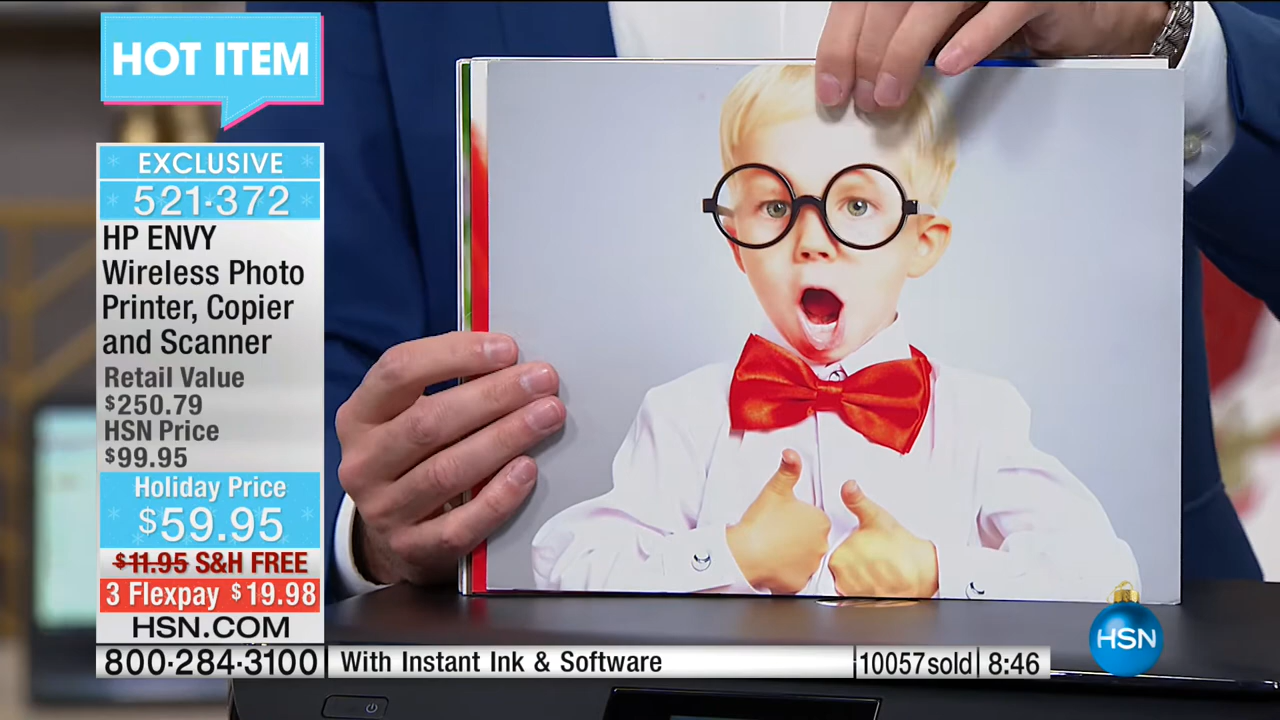 HOT ITEM
EXCLUSIVE
521·372
HP ENVY
Wireless Photo
Printer, Copier
and Scanner
Retail Value
$250.79
HSN Price
$99.95
Holiday Price
$59.95
$11.95 S&H FREE
3 Flexpay $19.98
HSN.COM
800·284·3100
With Instant Ink & Software
10057sold
8:46
HSN